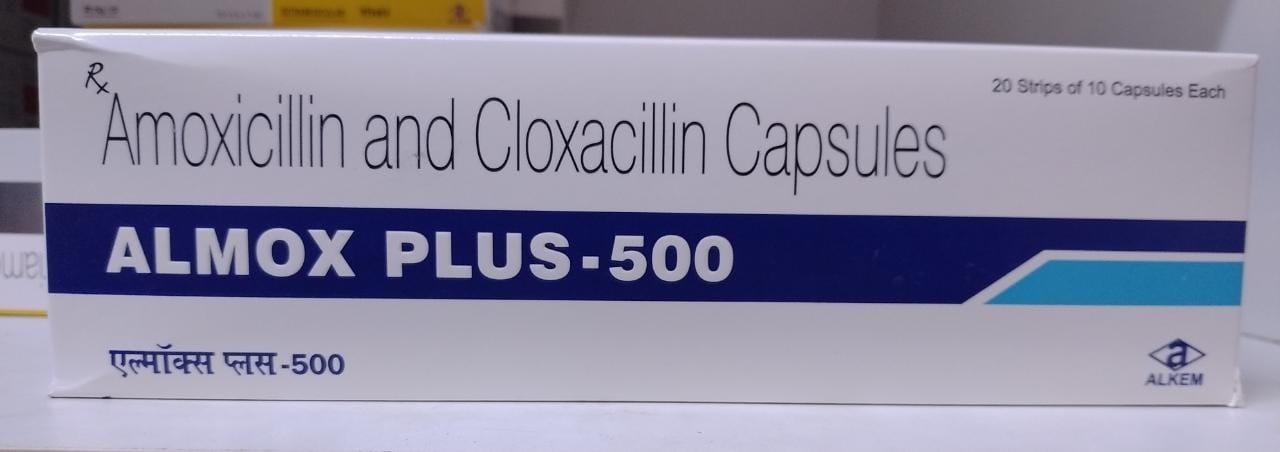 Rx
20 Strips of 10 Capsules Each
Amoxicillin and Cloxacillin Capsules
ALMOX PLUS-500
एल्मॉक्स प्लस-500
a
ALKEM